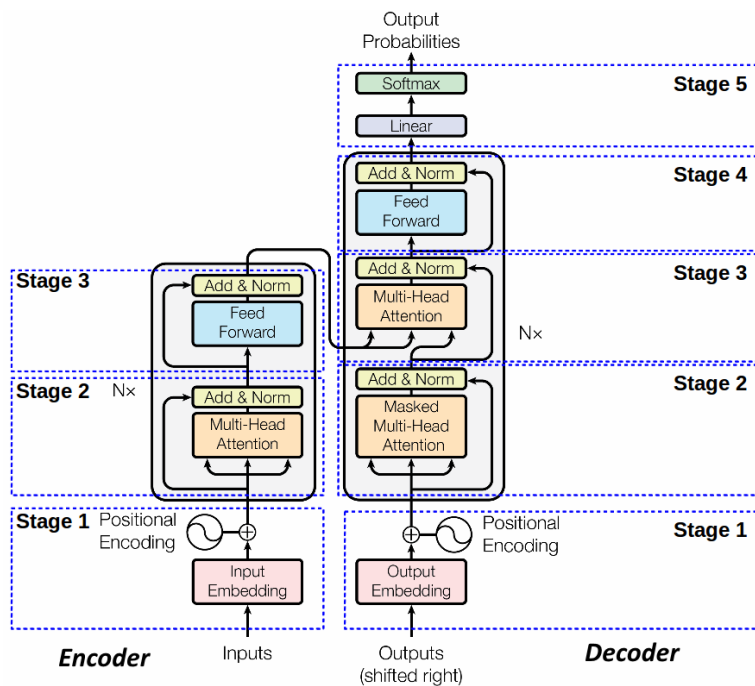 Output
Probabilities
Stage 5
Softmax
Linear
Stage 4
Add & Norm
Feed
Forward
Stage 3
Add & Norm
Multi-Head
Attention
N×
Stage 2
Add & Norm
Masked
Multi-Head
Attention
Stage 1
Positional
Encoding
Output
Embedding
Outputs
(shifted right)
Decoder
Stage 3
Add & Norm
Feed
Forward
Stage 2
N×
Add & Norm
Multi-Head
Attention
Stage 1
Positional
Encoding
Input
Embedding
Inputs
Encoder